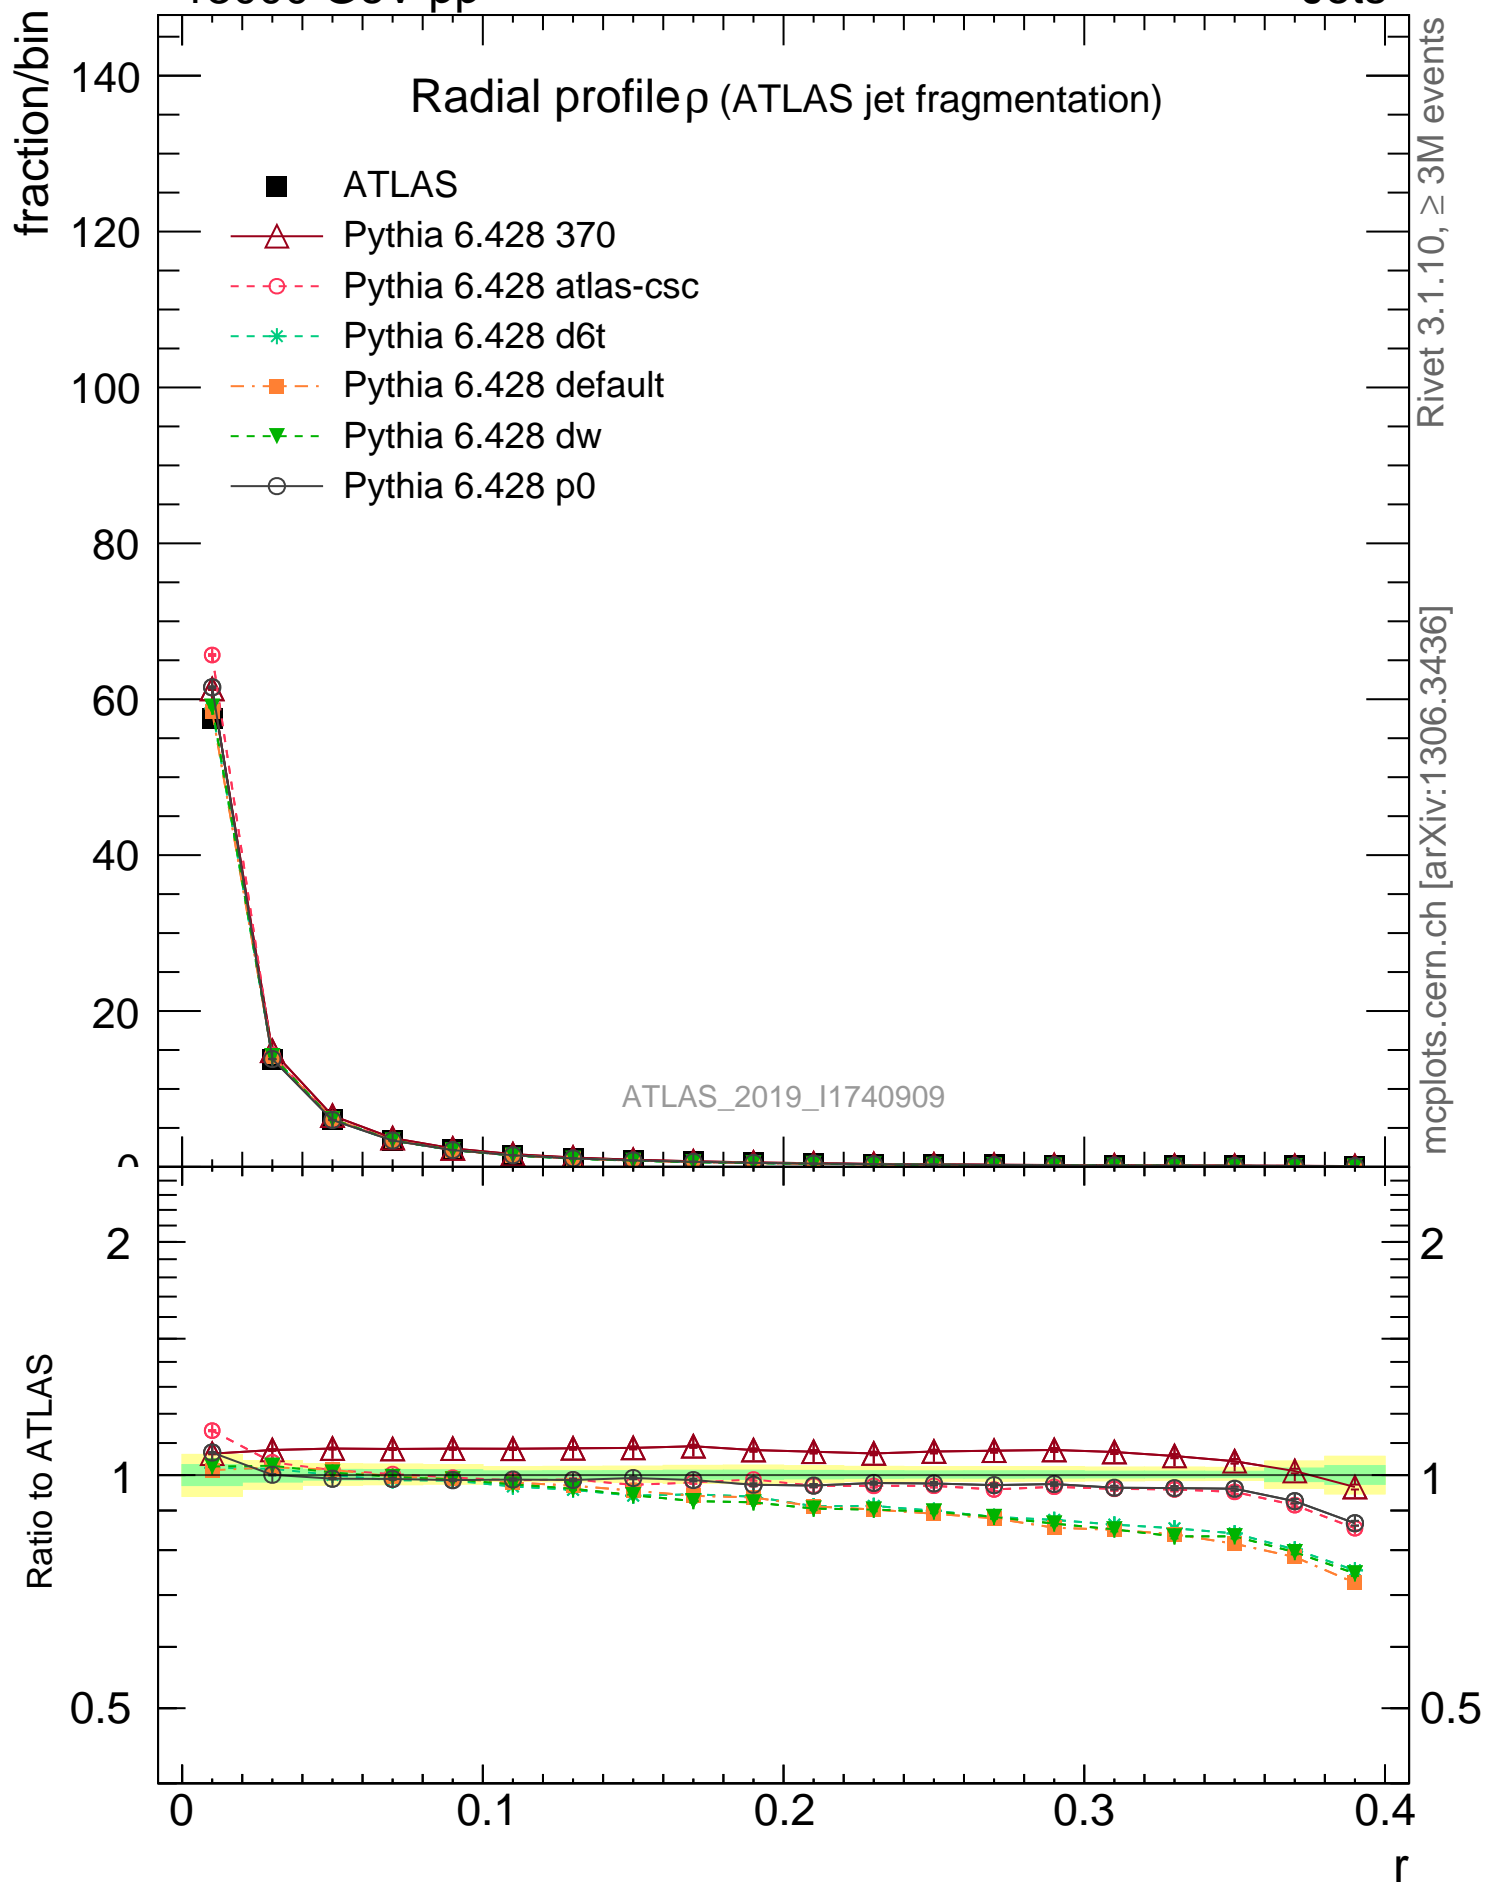 fraction/bin
140
120
100
80
60
40
20
0
Radial profile ρ (ATLAS jet fragmentation)
ATLAS
Pythia 6.428 370
Pythia 6.428 atlas-csc
Pythia 6.428 d6t
Pythia 6.428 default
Pythia 6.428 dw
Pythia 6.428 p0
ATLAS_2019_I1740909
Rivet 3.1.10, ≥ 3M events
mcplots.cern.ch [arXiv:1306.3436]
Ratio to ATLAS
2
1
0.5
2
1
0.5
0 0.1 0.2 0.3 0.4
r